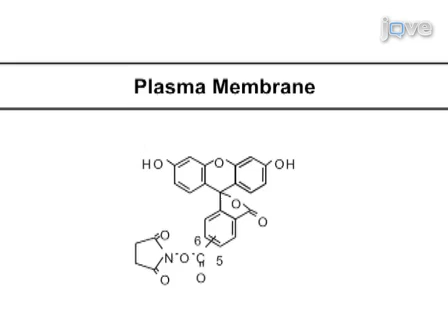 jove
Plasma Membrane
HO O OH
O
O
6
O N O C 5
O O